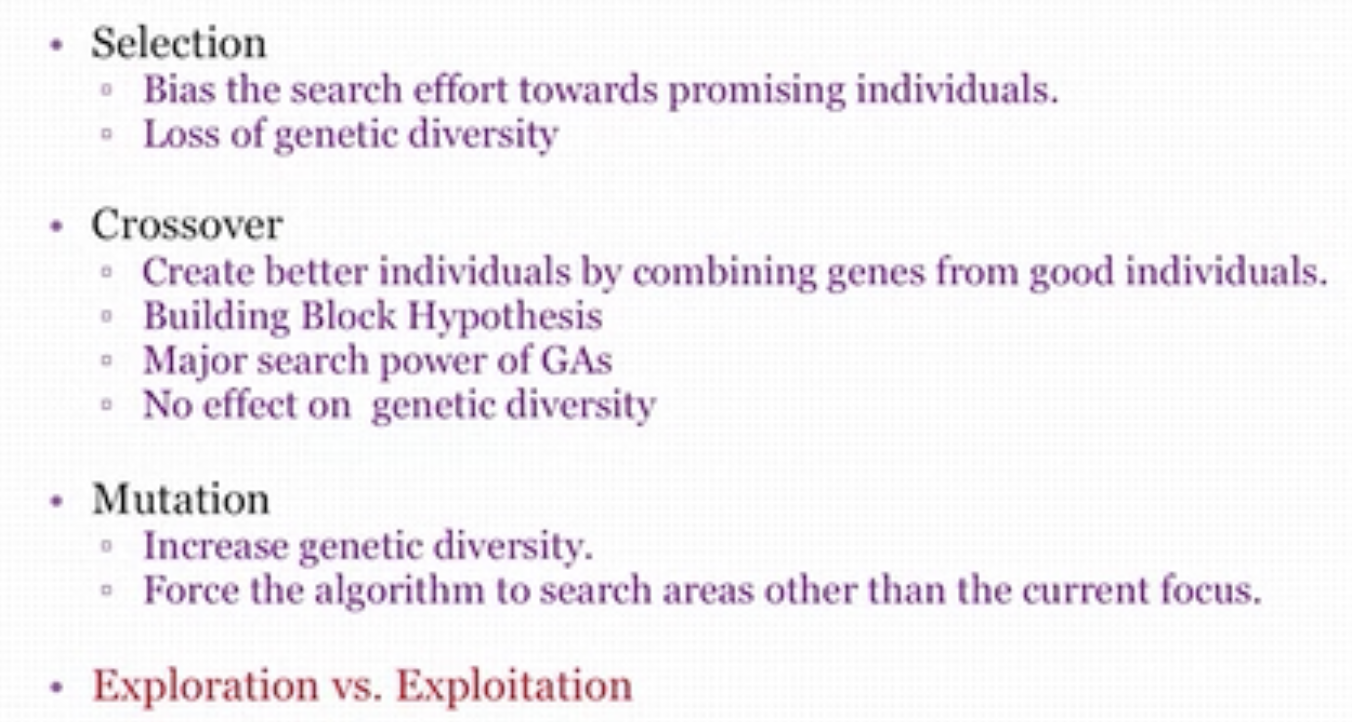 • Selection
▫ Bias the search effort towards promising individuals.
▫ Loss of genetic diversity
• Crossover
▫ Create better individuals by combining genes from good individuals.
▫ Building Block Hypothesis
▫ Major search power of GAs
▫ No effect on  genetic diversity
• Mutation
▫ Increase genetic diversity.
▫ Force the algorithm to search areas other than the current focus.
• Exploration vs. Exploitation